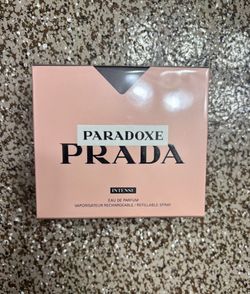 PARADOXE
PRADA
INTENSE
EAU DE PARFUM
VAPORISATEUR RECHARGEABLE / REFILLABLE SPRAY